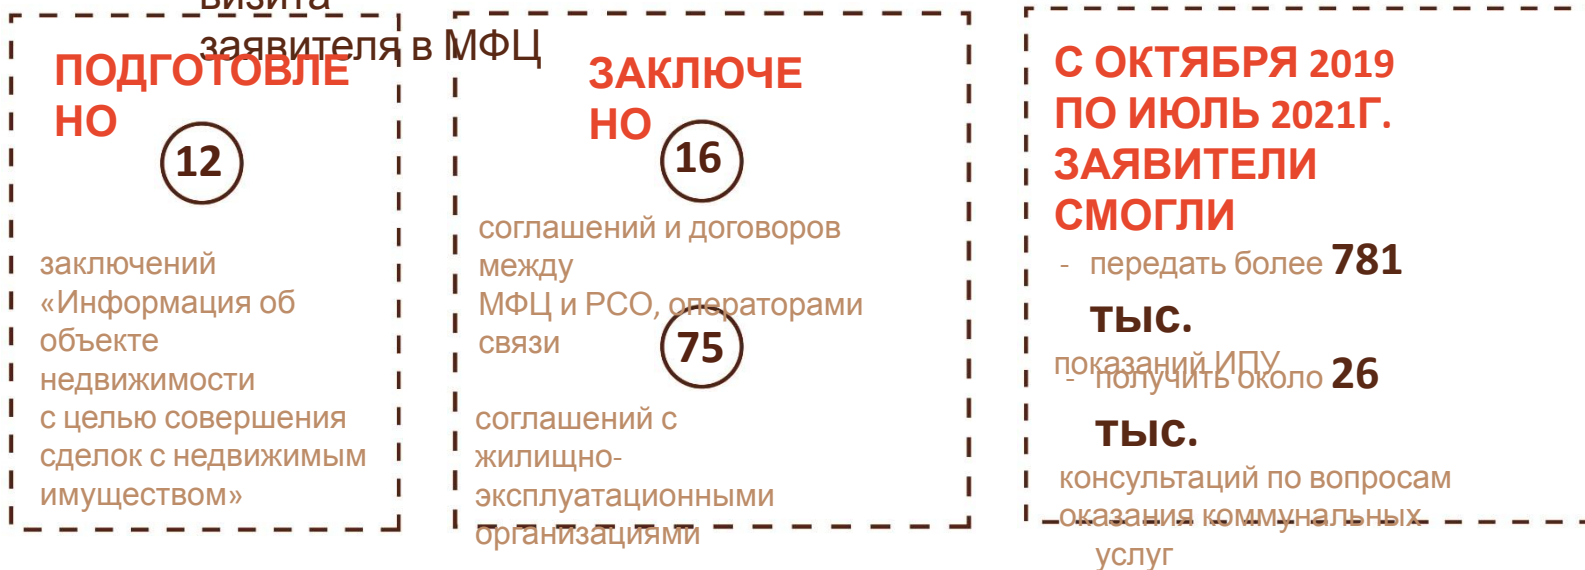 визита
заявителя в МФЦ
ПОДГОТОВЛЕ
НО
12
заключений
«Информация об
объекте
недвижимости
с целью совершения
сделок с недвижимым
имуществом»
ЗАКЛЮЧЕ
НО
16
соглашений и договоров
между
МФЦ и РСО, операторами
связи
75
соглашений с
жилищно-
эксплуатационными
организациями
С ОКТЯБРЯ 2019
ПО ИЮЛЬ 2021Г.
ЗАЯВИТЕЛИ
СМОГЛИ
- передать более 781
тыс.
показаний ИПУ
- получить около 26
тыс.
консультаций по вопросам
оказания коммунальных
услуг